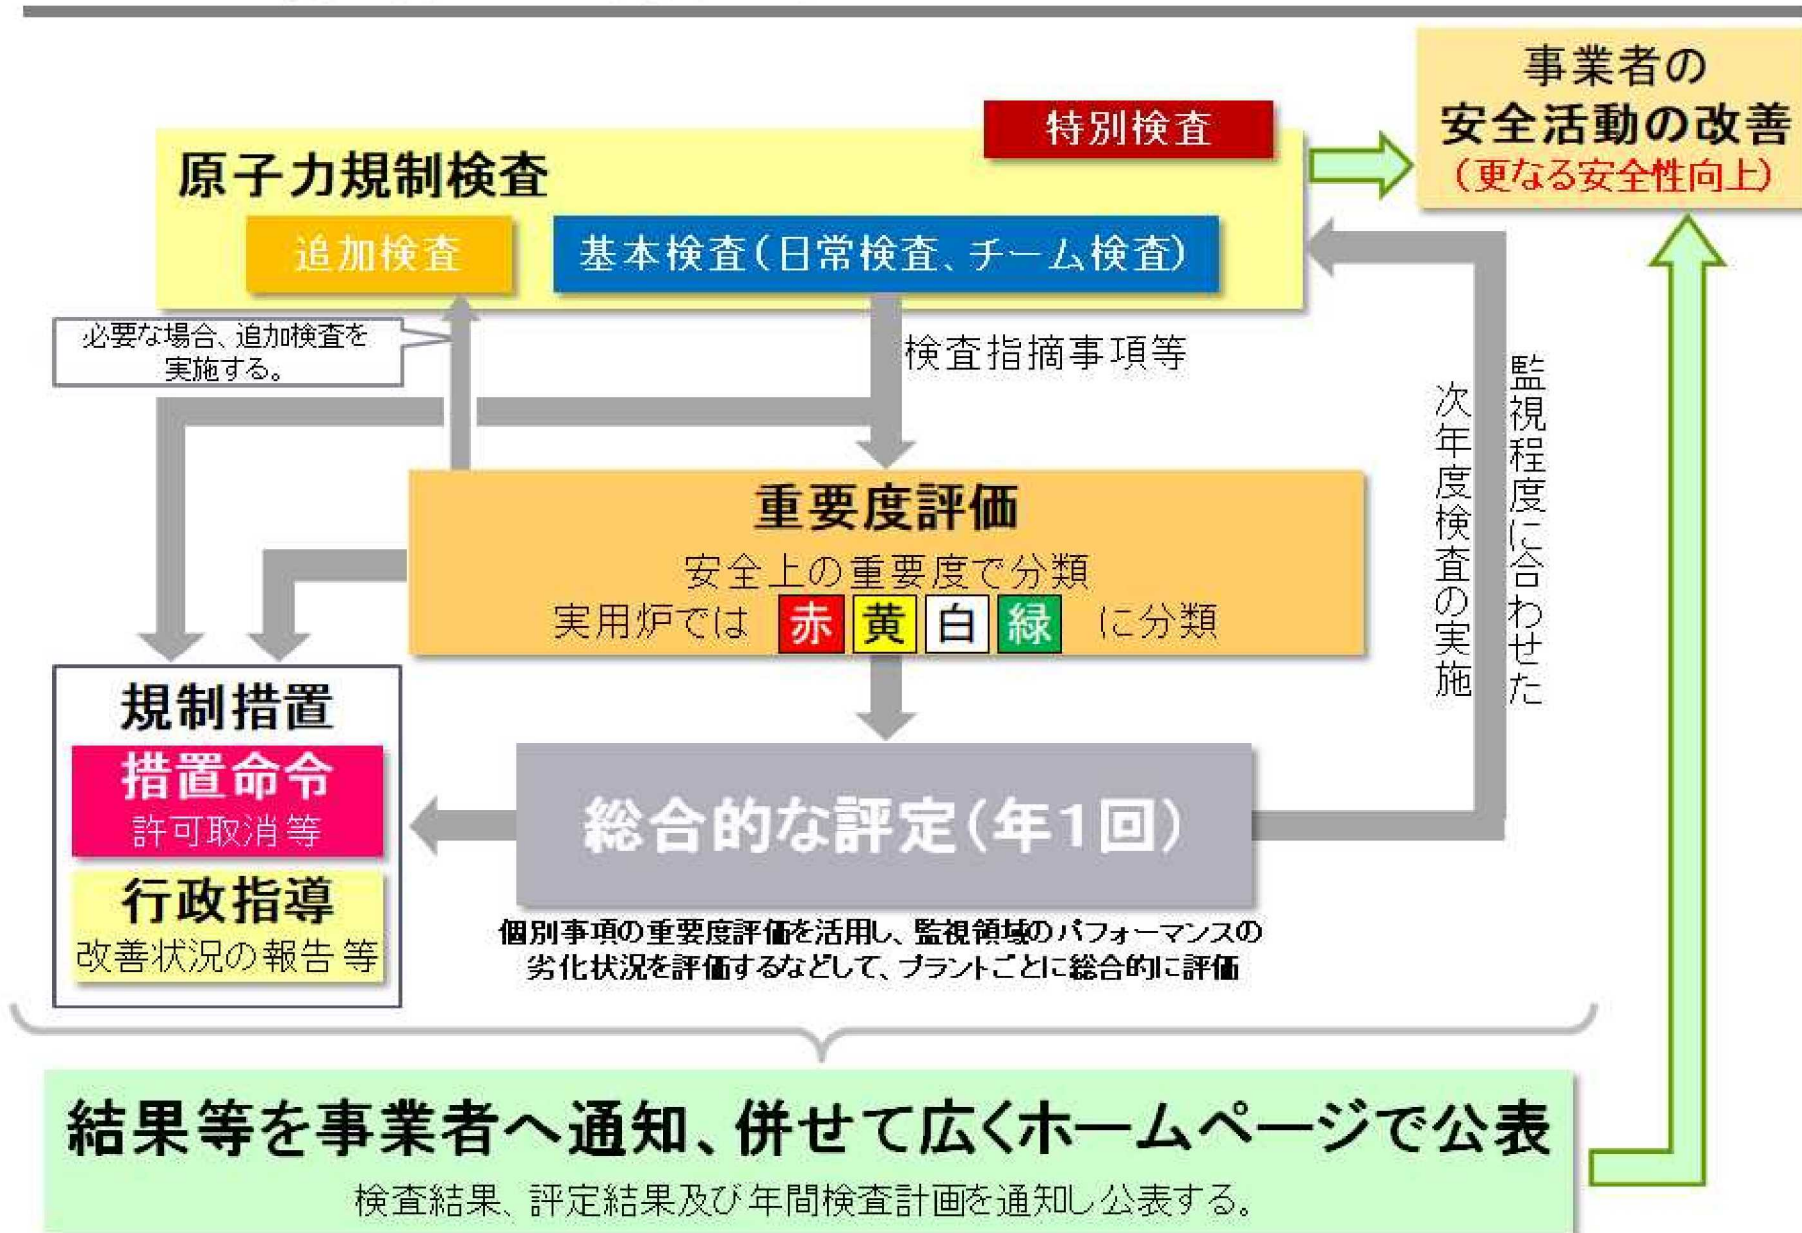 事業者の
安全活動の改善
(更なる安全性向上)
特別検査
原子力規制検査
追加検査
基本検査(日常検査、チーム検査)
必要な場合、追加検査を
実施する。
検査指摘事項等
監視程度に合わせた
次年度検査の実施
重要度評価
安全上の重要度で分類
実用炉では 赤 黄 白 緑 に分類
規制措置
措置命令
許可取消等
行政指導
改善状況の報告等
総合的な評定(年1回)
個別事項の重要度評価を活用し、監視領域のパフォーマンスの
劣化状況を評価するなどして、プラントごとに総合的に評価
結果等を事業者へ通知、併せて広くホームページで公表
検査結果、評定結果及び年間検査計画を通知し公表する。